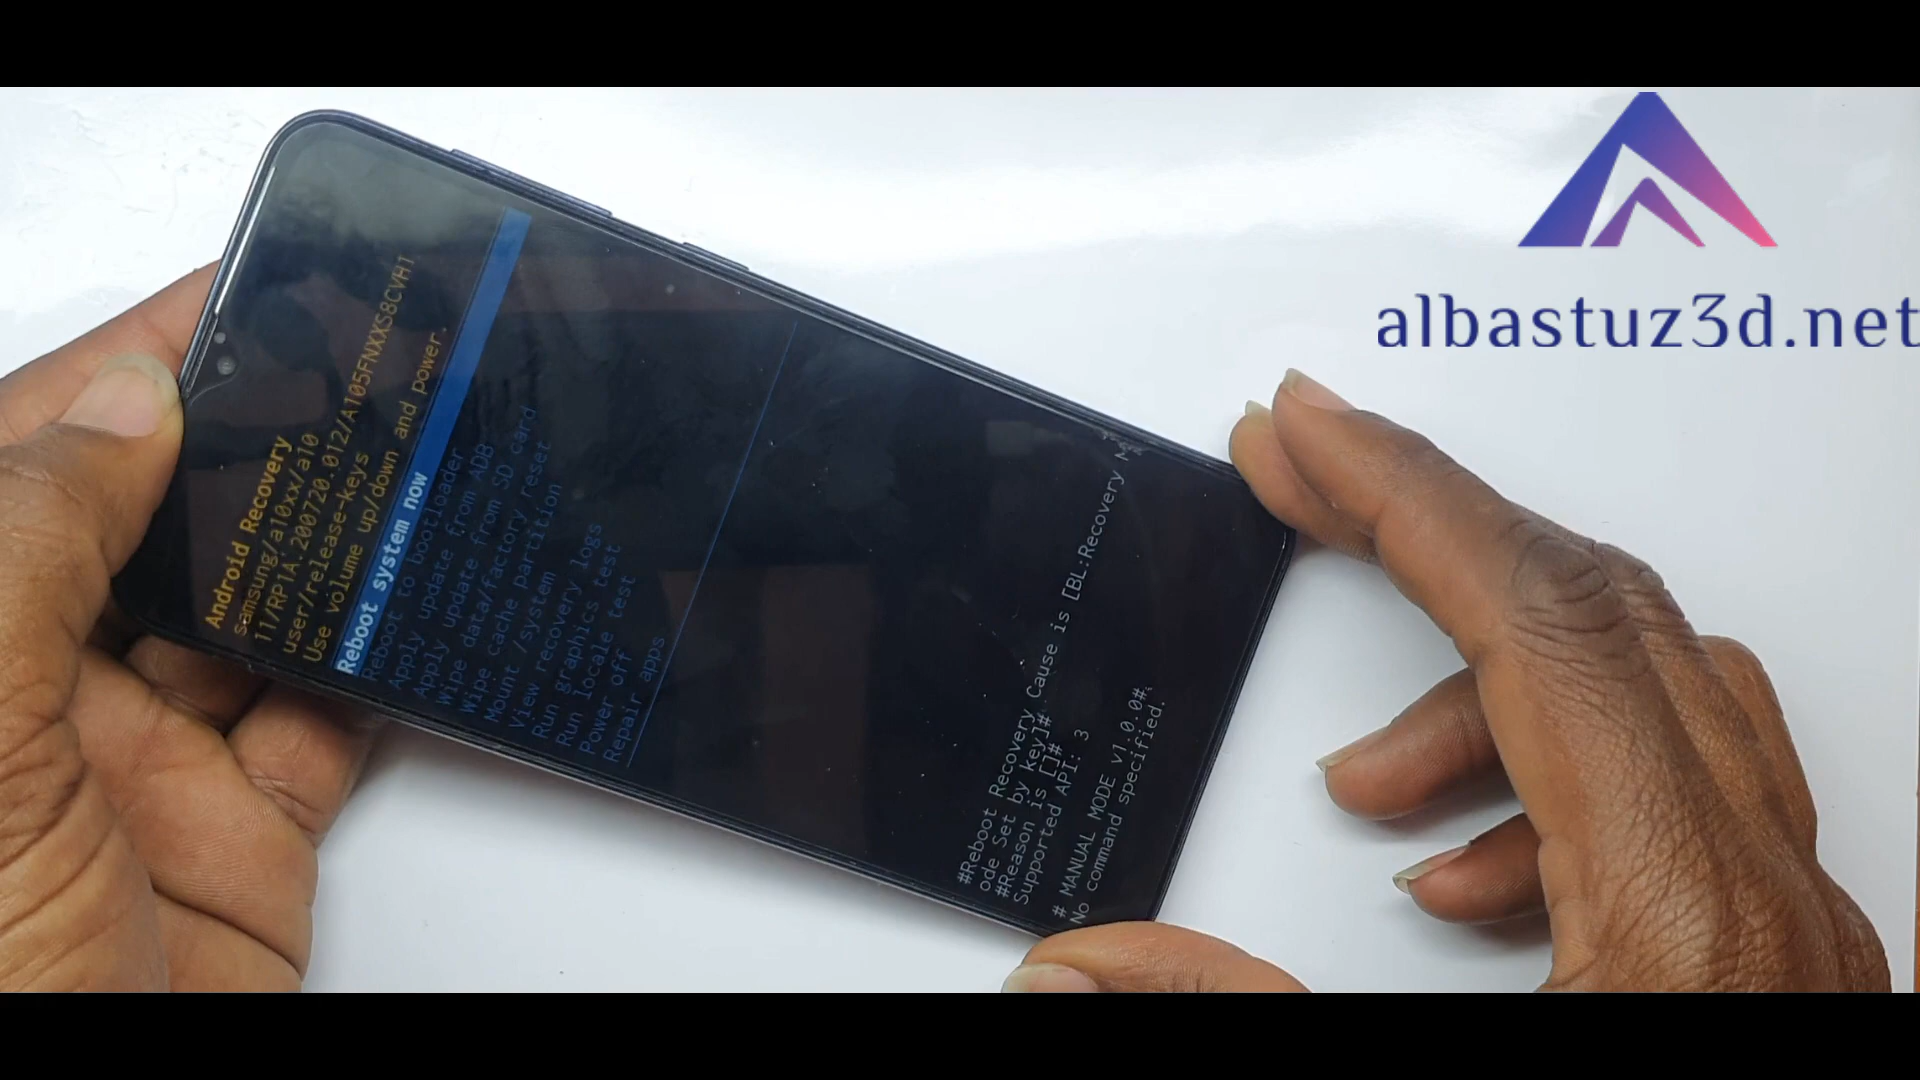 albastuz3d.net
Android Recovery
samsung/a10xx/a10
11/RP1A.200720.012/A105FNXXS8CVH1
user/release-keys
Use volume up/down and power.
Reboot system now
Reboot to bootloader
Apply update from ADB
Apply update from SD card
Wipe data/factory reset
Wipe cache partition
Mount /system
View recovery logs
Run graphics test
Run locale test
Power off
Repair apps
#Reboot Recovery Cause is [BL:Recovery M
ode Set by Key]#
#Reason is []#
Supported API: 3
# MANUAL MODE v1.0.0#
No command specified.